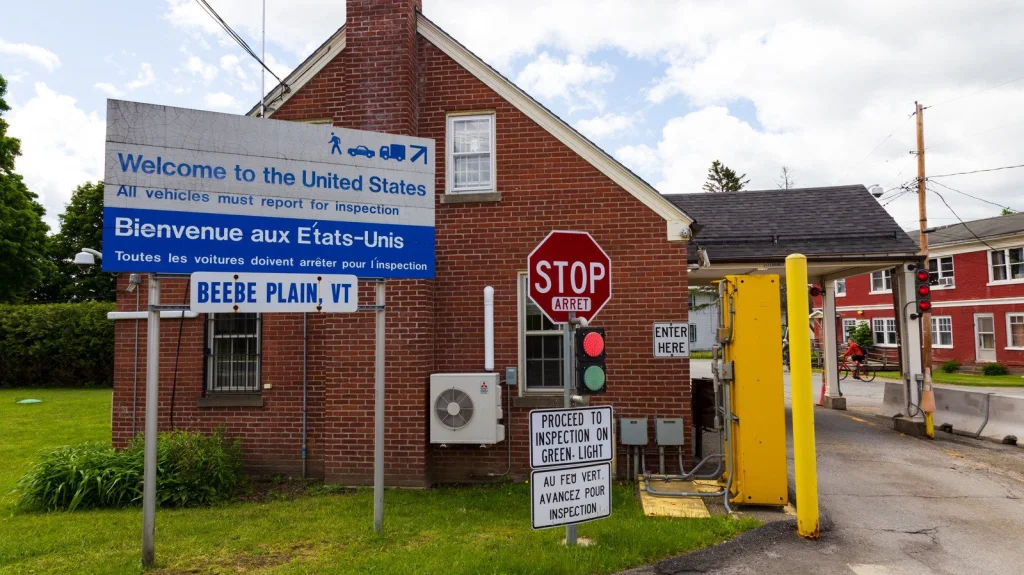 Welcome to the United States
All vehicles must report for inspection
Bienvenue aux États-Unis
Toutes les voitures doivent arrêter pour l'inspection
BEEBE PLAIN, VT
STOP
ARRET
ENTER
HERE
PROCEED TO
INSPECTION ON
GREEN-LIGHT
AU FEU VERT.
AVANCEZ POUR
INSPECTION